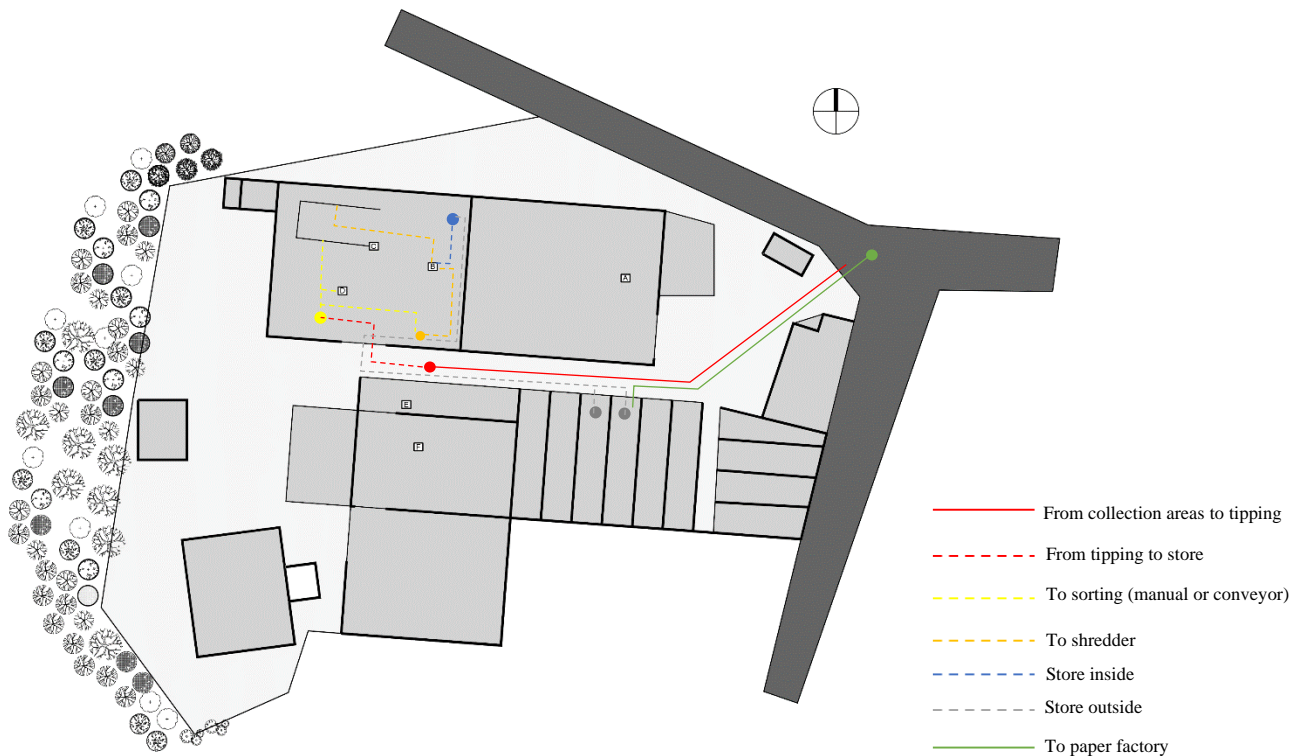 C
B
A
D
E
F
From collection areas to tipping
From tipping to store
To sorting (manual or conveyor)
To shredder
Store inside
Store outside
To paper factory